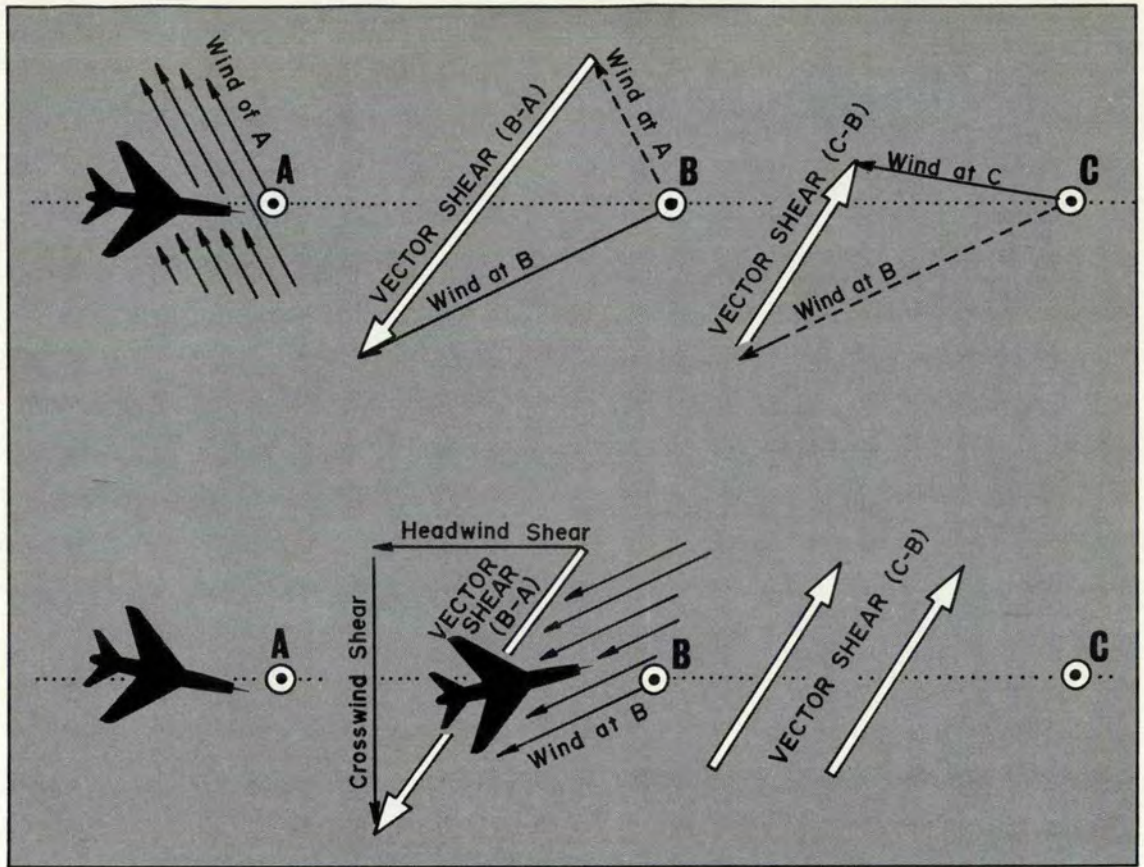 Wind of A
A
VECTOR SHEAR (B-A)
Wind at A
B
Wind at B
VECTOR SHEAR (C-B)
Wind at C
C
Wind at B
Headwind Shear
VECTOR
SHEAR
(B-A)
Crosswind Shear
A
B
Wind at B
VECTOR SHEAR (C-B)
C